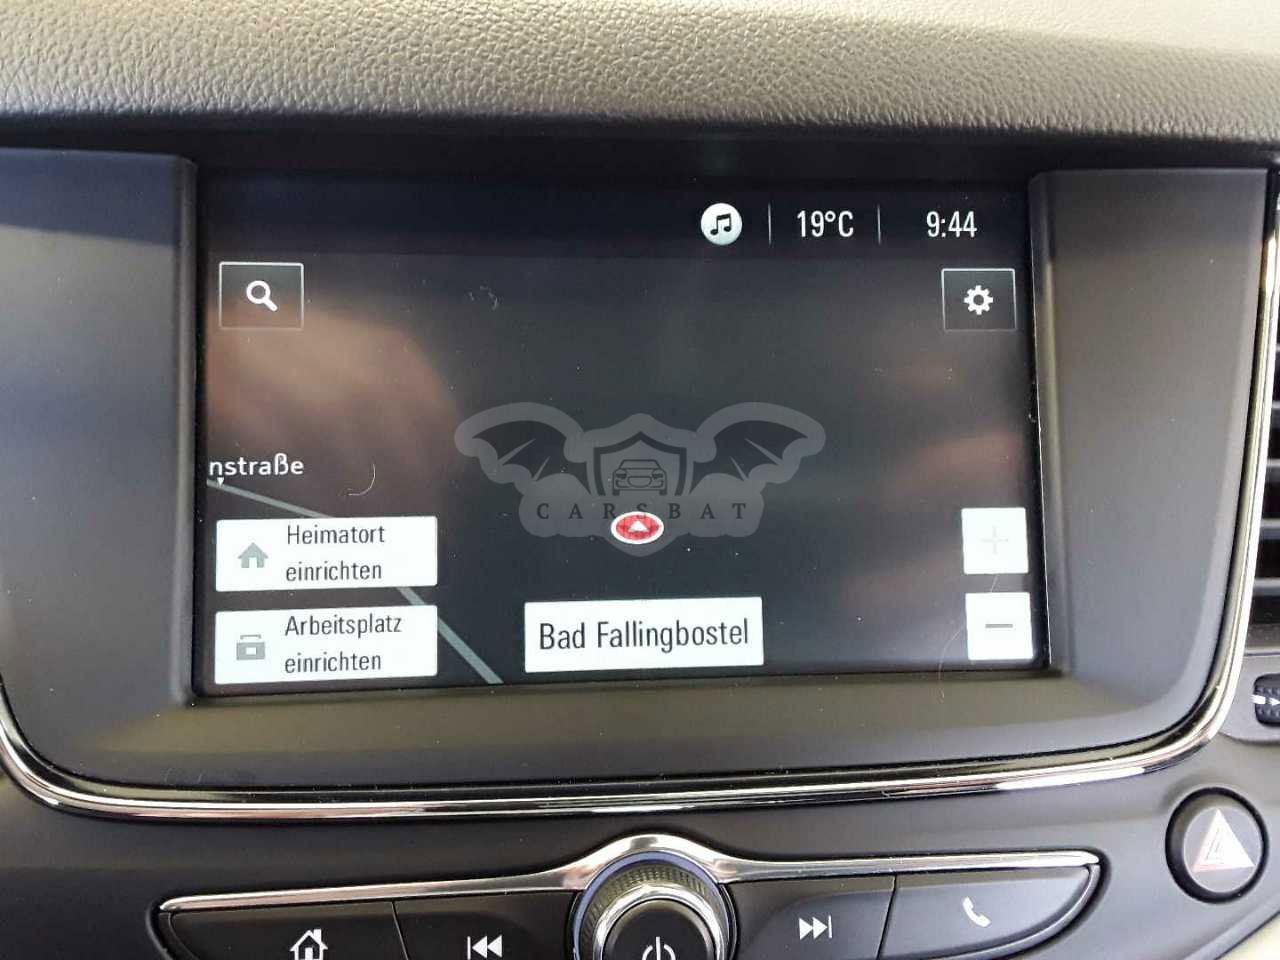 19°C
9:44
nstraße
CARSBAT
Heimatort
einrichten
Arbeitsplatz
einrichten
Bad Fallingbostel